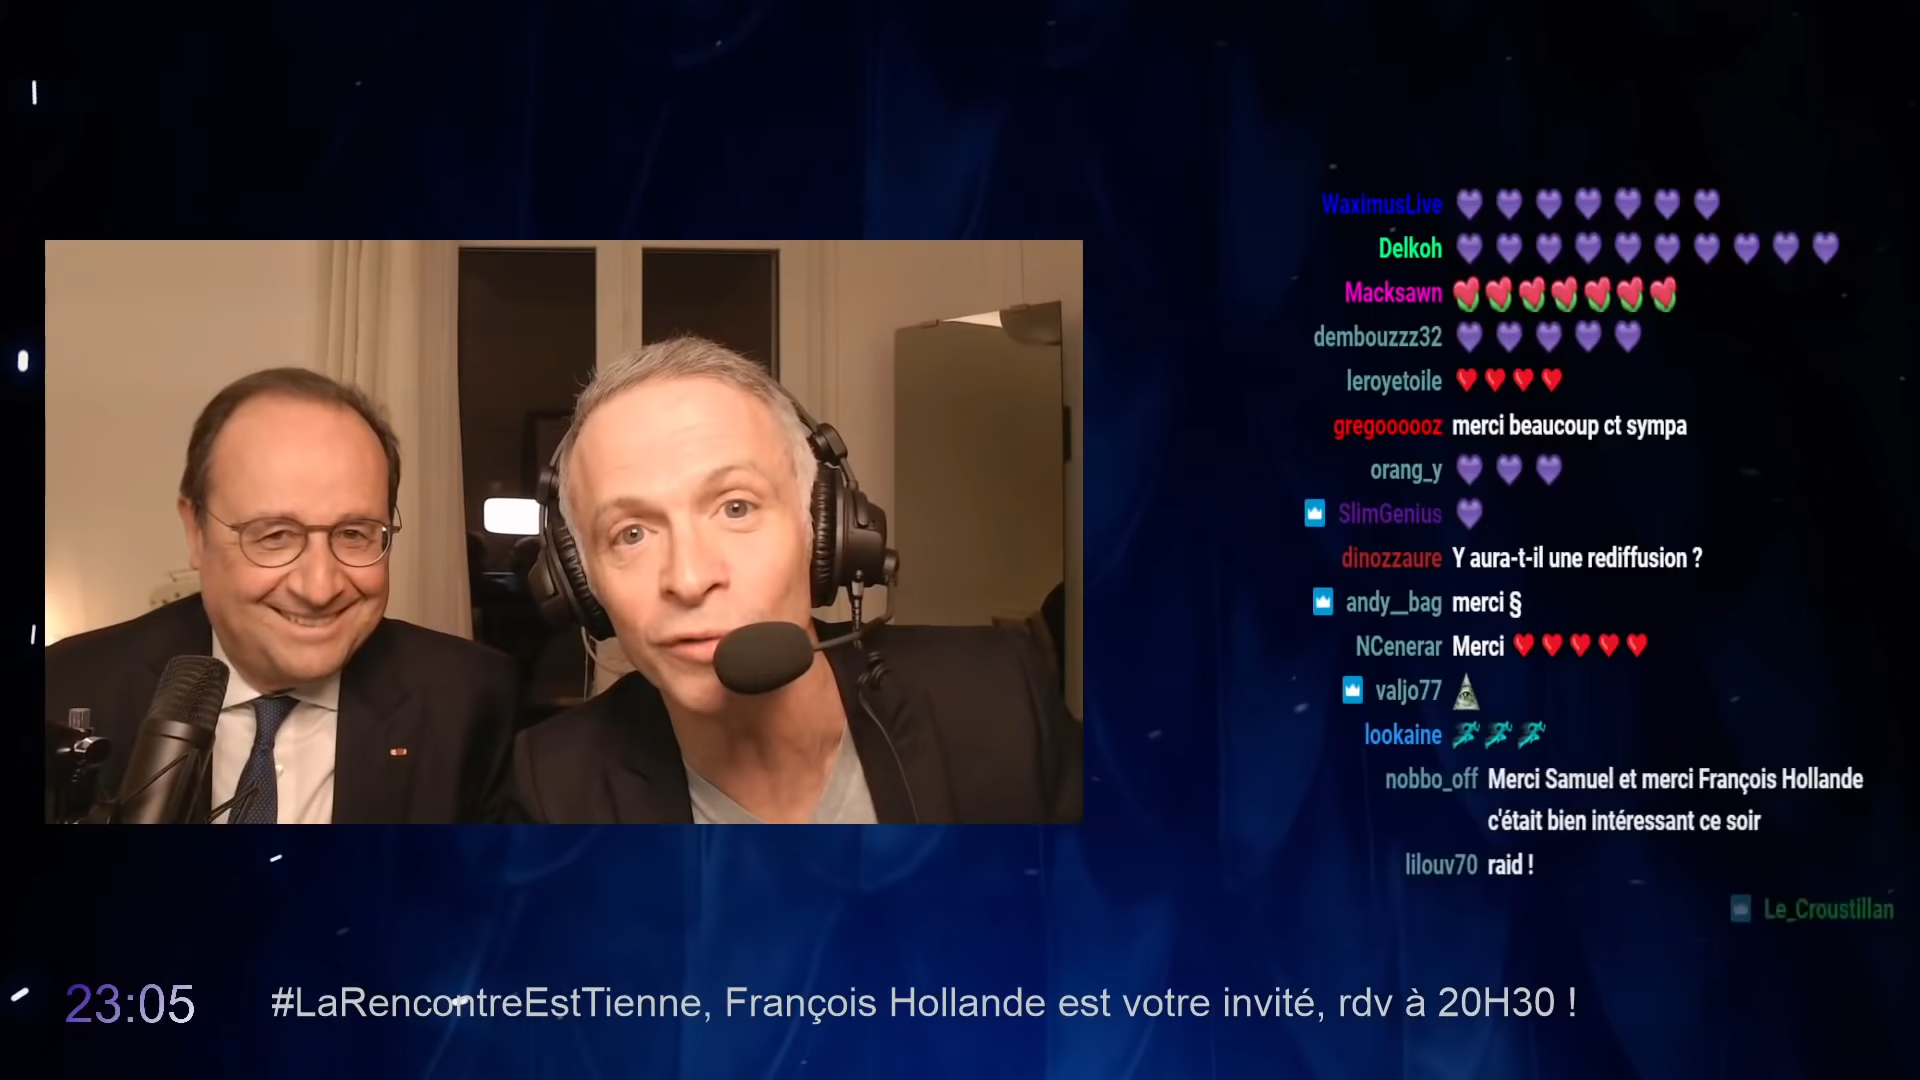 WaximusLive
Delkoh
Macksawn
dembouzzz32
leroyetoile
gregoooooz merci beaucoup ct sympa
orang_y
SlimGenius
dinozzaure Y aura-t-il une rediffusion ?
andy__bag merci §
NCenerar Merci
valjo77
lookaine
nobbo_off Merci Samuel et merci François Hollande
c'était bien intéressant ce soir
lilouv70 raid !
Le_Croustillan
23:05 #LaRencontreEstTienne, François Hollande est votre invité, rdv à 20H30 !